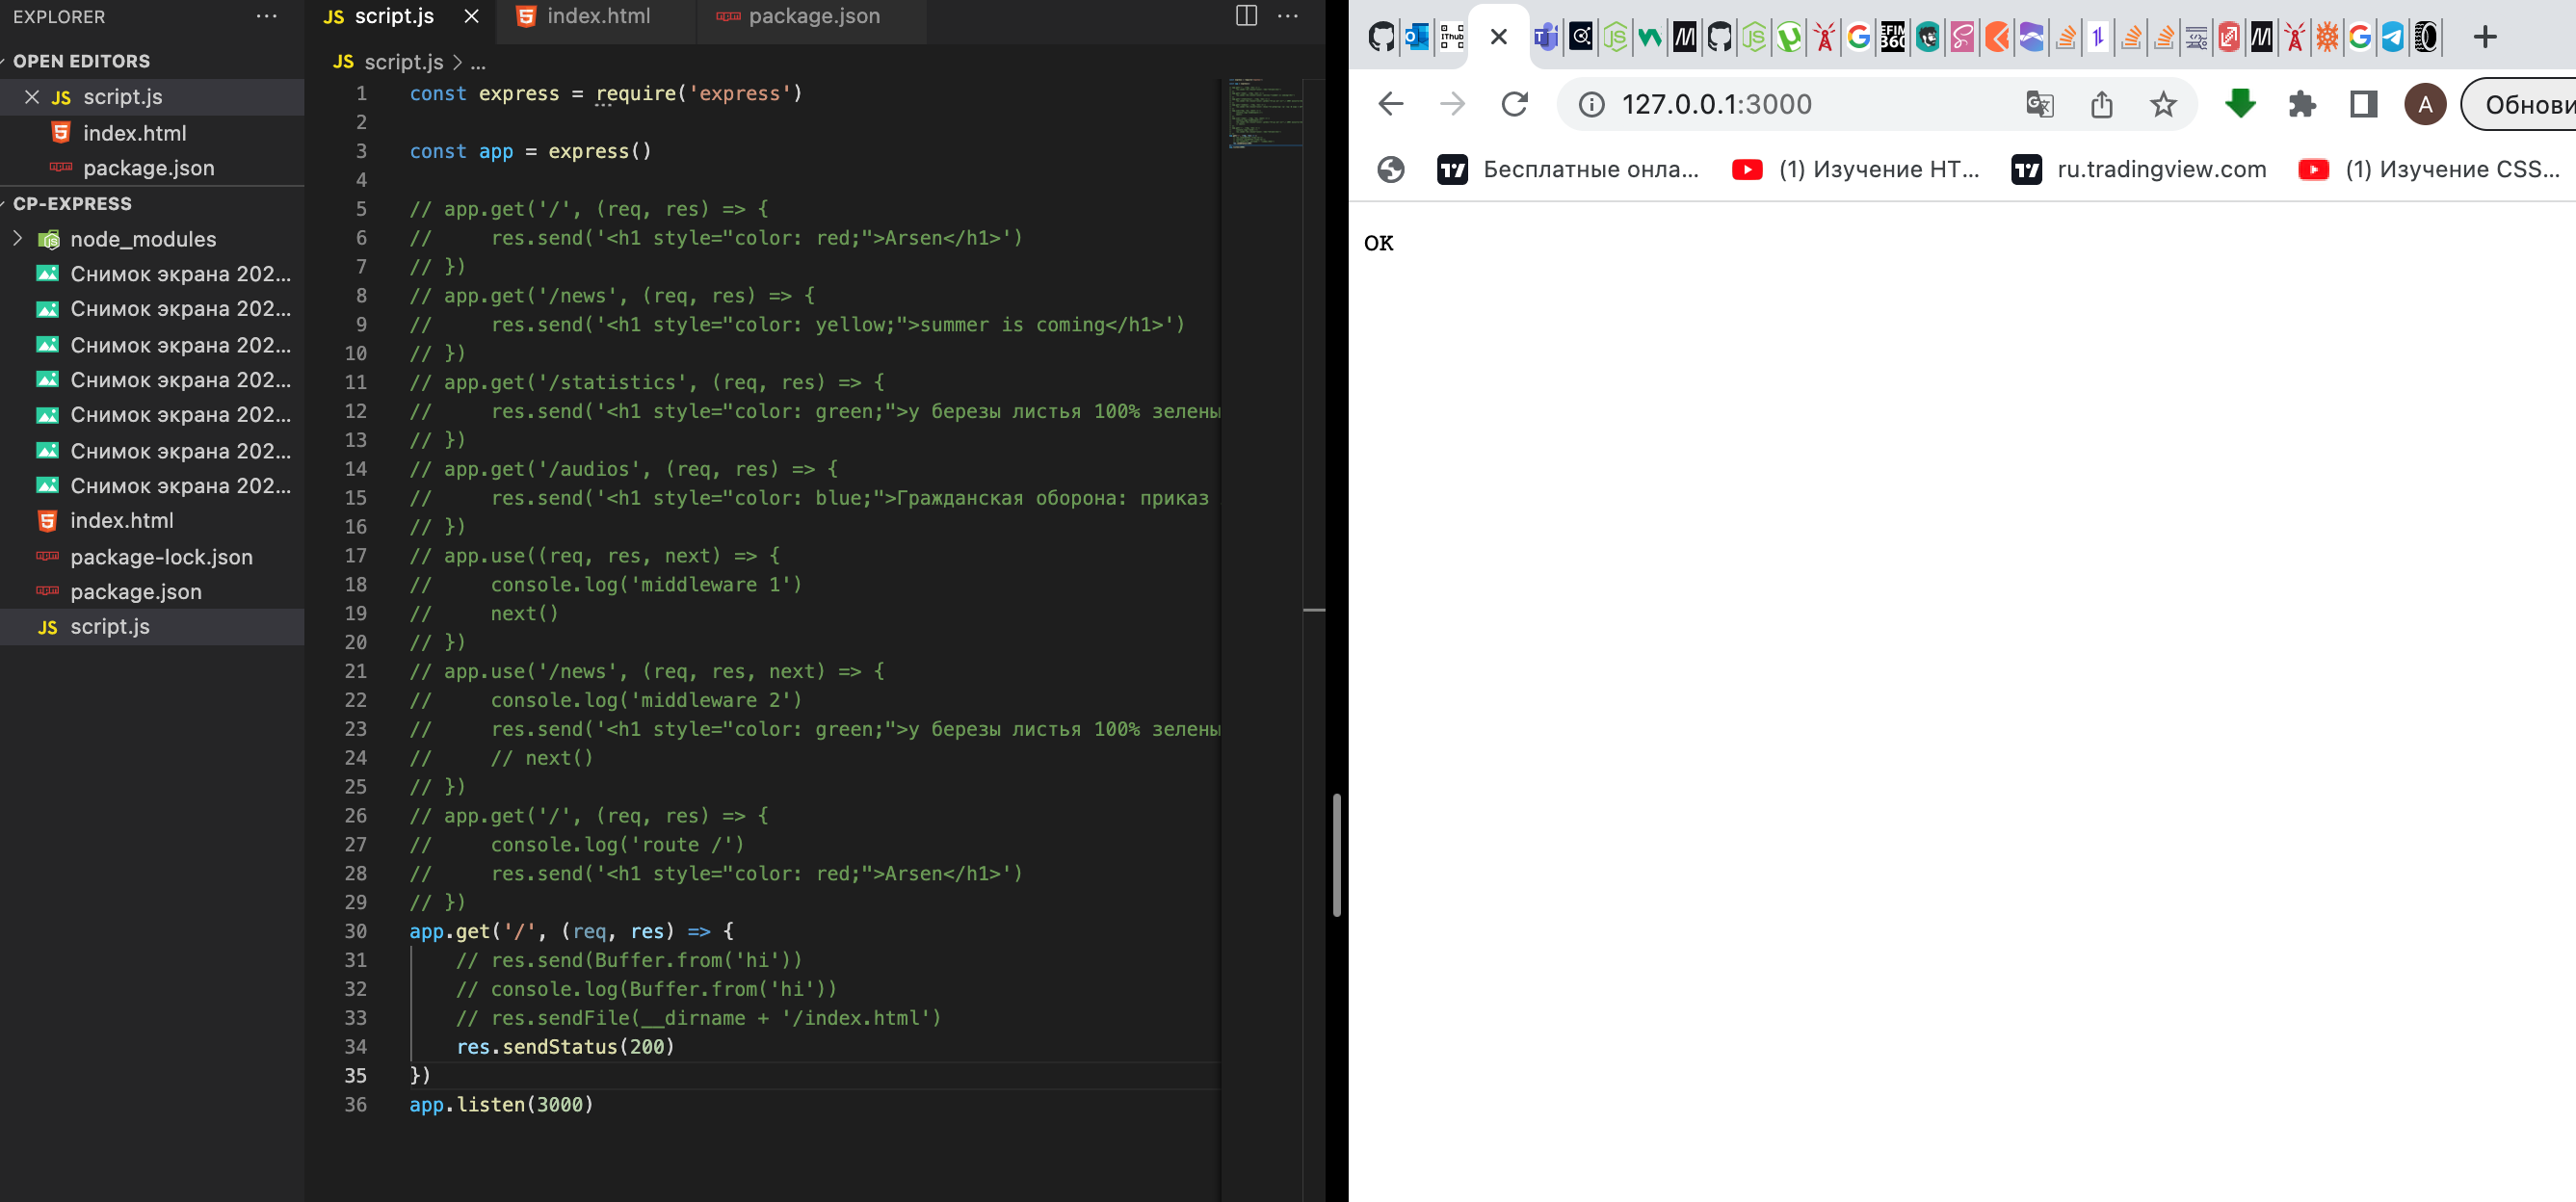 EXPLORER
OPEN EDITORS
JS script.js
index.html
package.json
CP-EXPRESS
node_modules
Снимок экрана 202...
Снимок экрана 202...
Снимок экрана 202...
Снимок экрана 202...
Снимок экрана 202...
Снимок экрана 202...
Снимок экрана 202...
index.html
package-lock.json
package.json
JS script.js
JS script.js index.html package.json
JS script.js > ...
1 const express = require('express')
2
3 const app = express()
4
5 // app.get('/', (req, res) => {
6 //     res.send('<h1 style="color: red;">Arsen</h1>')
7 // })
8 // app.get('/news', (req, res) => {
9 //     res.send('<h1 style="color: yellow;">summer is coming</h1>')
10 // })
11 // app.get('/statistics', (req, res) => {
12 //     res.send('<h1 style="color: green;">у березы листья 100% зелены
13 // })
14 // app.get('/audios', (req, res) => {
15 //     res.send('<h1 style="color: blue;">Гражданская оборона: приказ
16 // })
17 // app.use((req, res, next) => {
18 //     console.log('middleware 1')
19 //     next()
20 // })
21 // app.use('/news', (req, res, next) => {
22 //     console.log('middleware 2')
23 //     res.send('<h1 style="color: green;">у березы листья 100% зелены
24 //     // next()
25 // })
26 // app.get('/', (req, res) => {
27 //     console.log('route /')
28 //     res.send('<h1 style="color: red;">Arsen</h1>')
29 // })
30 app.get('/', (req, res) => {
31     // res.send(Buffer.from('hi'))
32     // console.log(Buffer.from('hi'))
33     // res.sendFile(__dirname + '/index.html')
34     res.sendStatus(200)
35 })
36 app.listen(3000)
IThub
EFIM 360
127.0.0.1:3000
A
Обнови
Бесплатные онла... (1) Изучение HT... ru.tradingview.com (1) Изучение CSS...
OK